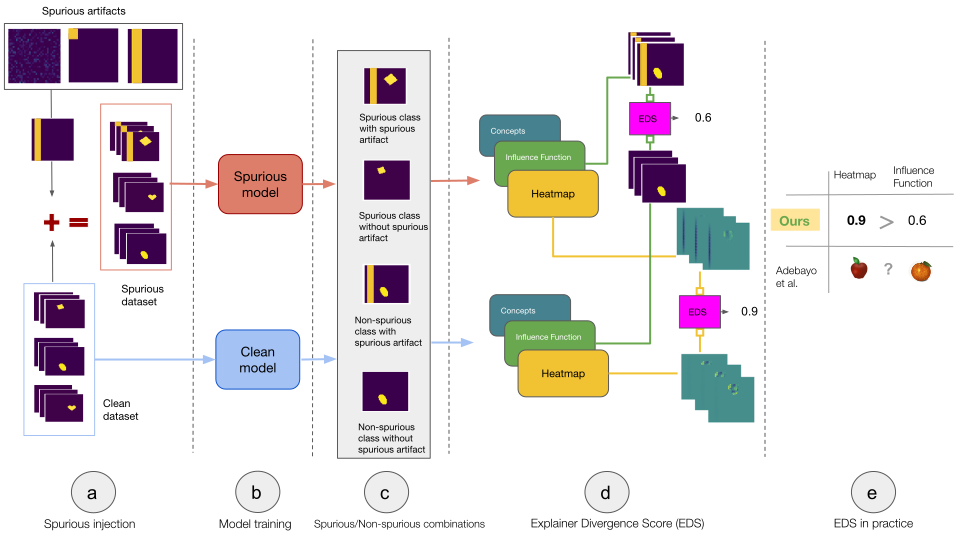 Spurious artifacts
Spurious
dataset
Clean
dataset
Spurious
model
Clean
model
Spurious class
with spurious
artifact
Spurious class
without spurious
artifact
Non-spurious
class with
spurious artifact
Non-spurious
class without
spurious artifact
Concepts
Influence Function
Heatmap
EDS
0.6
Concepts
Influence Function
Heatmap
EDS
0.9
Heatmap
Influence
Function
Ours
0.9
>
0.6
Adebayo
et al.
?
a
Spurious injection
b
Model training
c
Spurious/Non-spurious combinations
d
Explainer Divergence Score (EDS)
e
EDS in practice